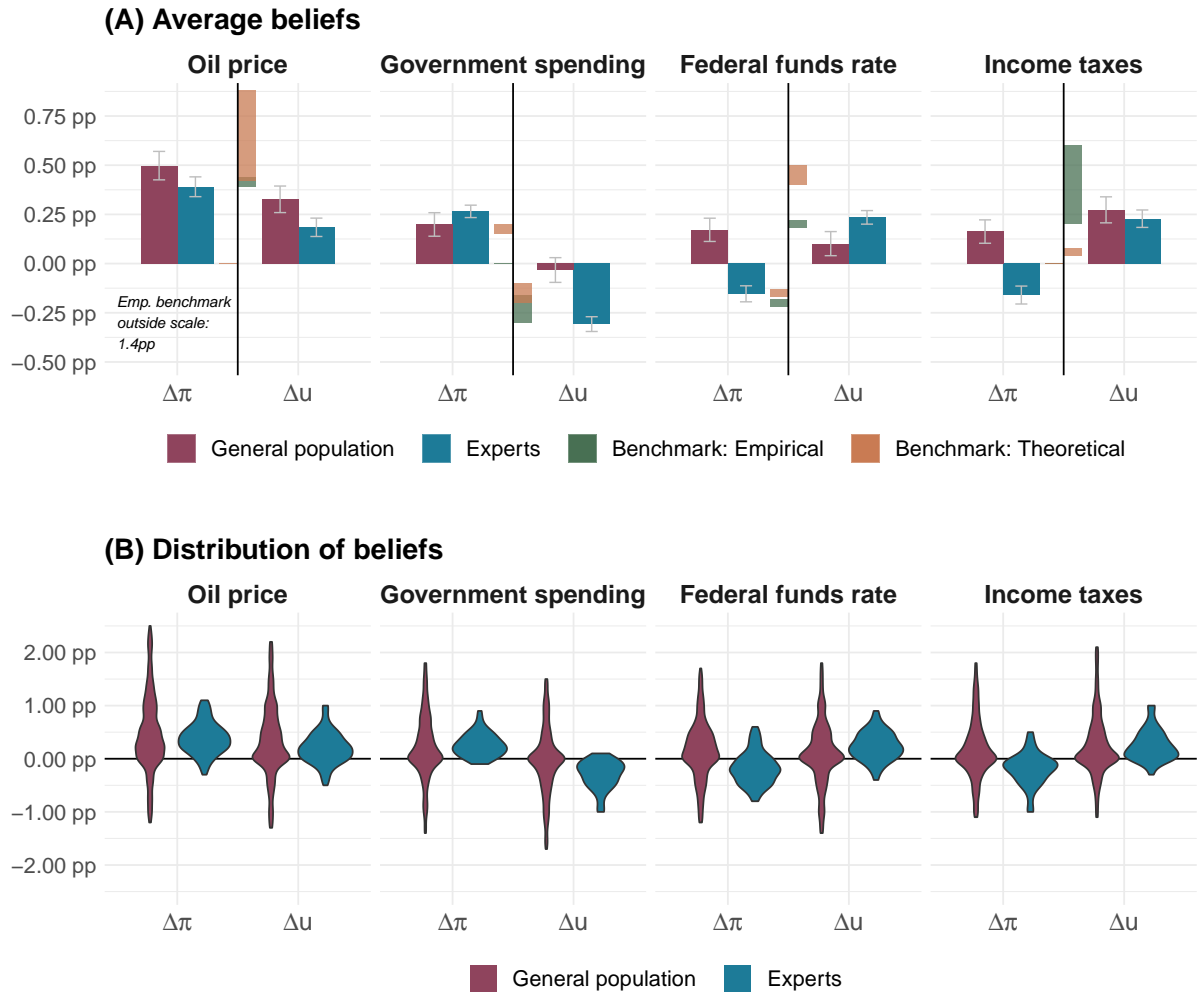 (A) Average beliefs
Oil price
Government spending
Federal funds rate
Income taxes
0.75 pp
0.50 pp
0.25 pp
0.00 pp
−0.25 pp
−0.50 pp
Emp. benchmark
outside scale:
1.4pp
Δπ Δu Δπ Δu Δπ Δu Δπ Δu
General population Experts Benchmark: Empirical Benchmark: Theoretical
(B) Distribution of beliefs
Oil price
Government spending
Federal funds rate
Income taxes
2.00 pp
1.00 pp
0.00 pp
−1.00 pp
−2.00 pp
Δπ Δu Δπ Δu Δπ Δu Δπ Δu
General population Experts